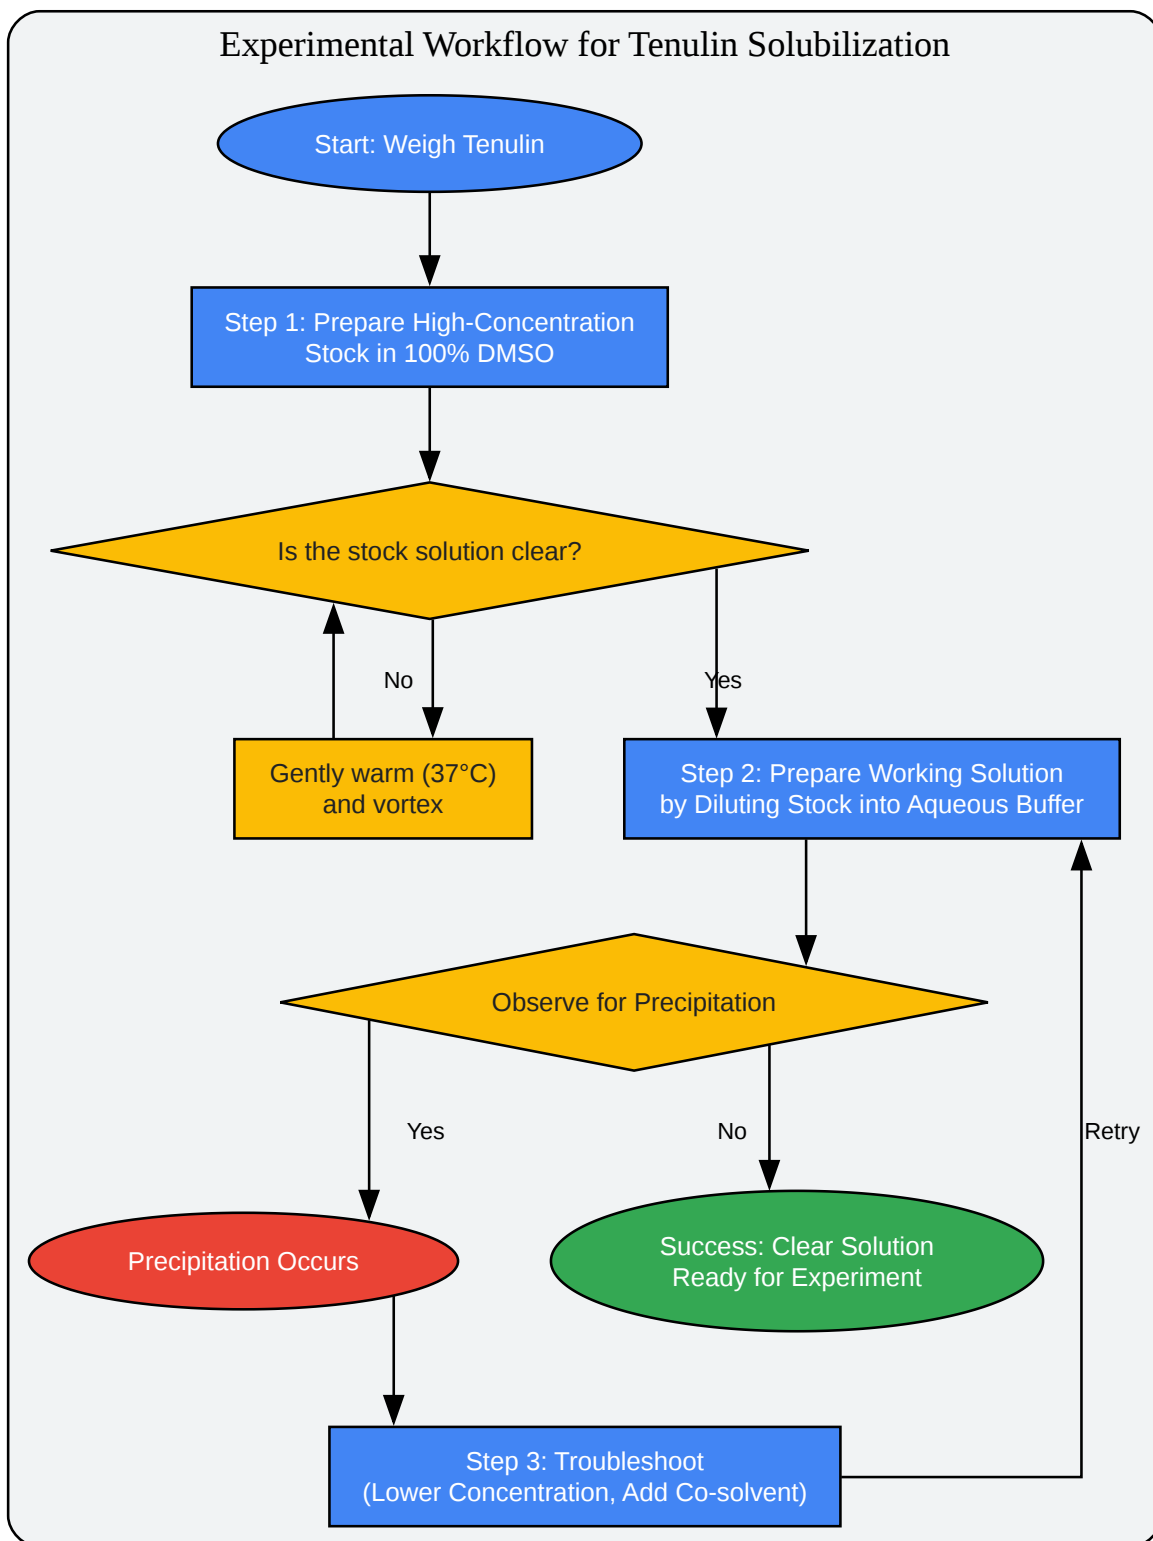 Experimental Workflow for Tenulin Solubilization
Start: Weigh Tenulin
Step 1: Prepare High-Concentration
Stock in 100% DMSO
Is the stock solution clear?
No
Yes
Gently warm (37°C)
and vortex
Step 2: Prepare Working Solution
by Diluting Stock into Aqueous Buffer
Observe for Precipitation
Yes
No
Retry
Precipitation Occurs
Success: Clear Solution
Ready for Experiment
Step 3: Troubleshoot
(Lower Concentration, Add Co-solvent)